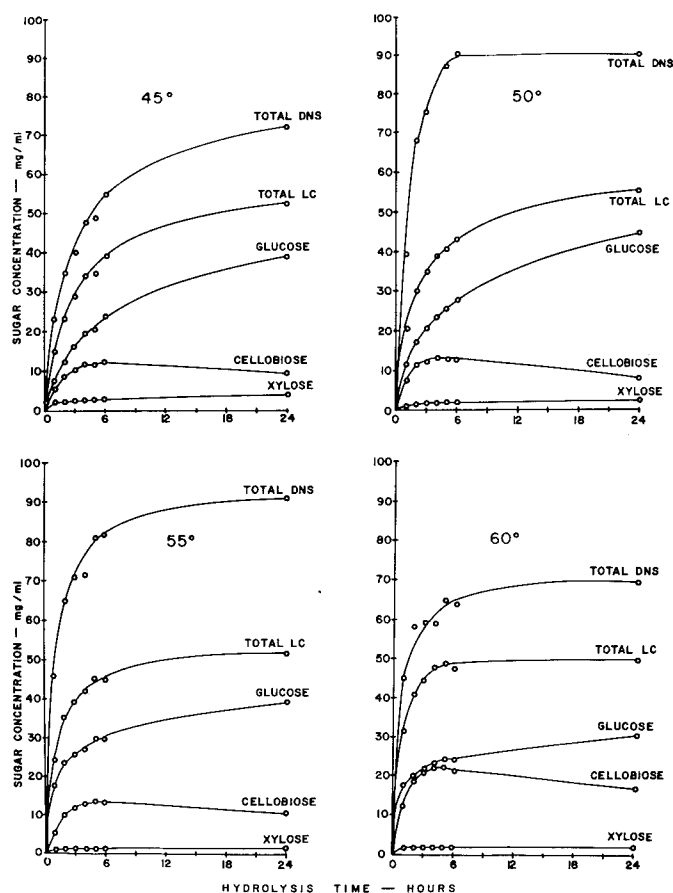 SUGAR CONCENTRATION — mg/ml
100
90
80
70
60
50
40
30
20
10
0
45°
TOTAL DNS
TOTAL LC
GLUCOSE
CELLOBIOSE
XYLOSE
0 6 12 18 24
100
90
80
70
60
50
40
30
20
10
0
50°
TOTAL DNS
TOTAL LC
GLUCOSE
CELLOBIOSE
XYLOSE
0 6 12 18 24
SUGAR CONCENTRATION — mg/ml
100
90
80
70
60
50
40
30
20
10
0
55°
TOTAL DNS
TOTAL LC
GLUCOSE
CELLOBIOSE
XYLOSE
0 6 12 18 24
100
90
80
70
60
50
40
30
20
10
0
60°
TOTAL DNS
TOTAL LC
GLUCOSE
CELLOBIOSE
XYLOSE
0 6 12 18 24
HYDROLYSIS TIME — HOURS